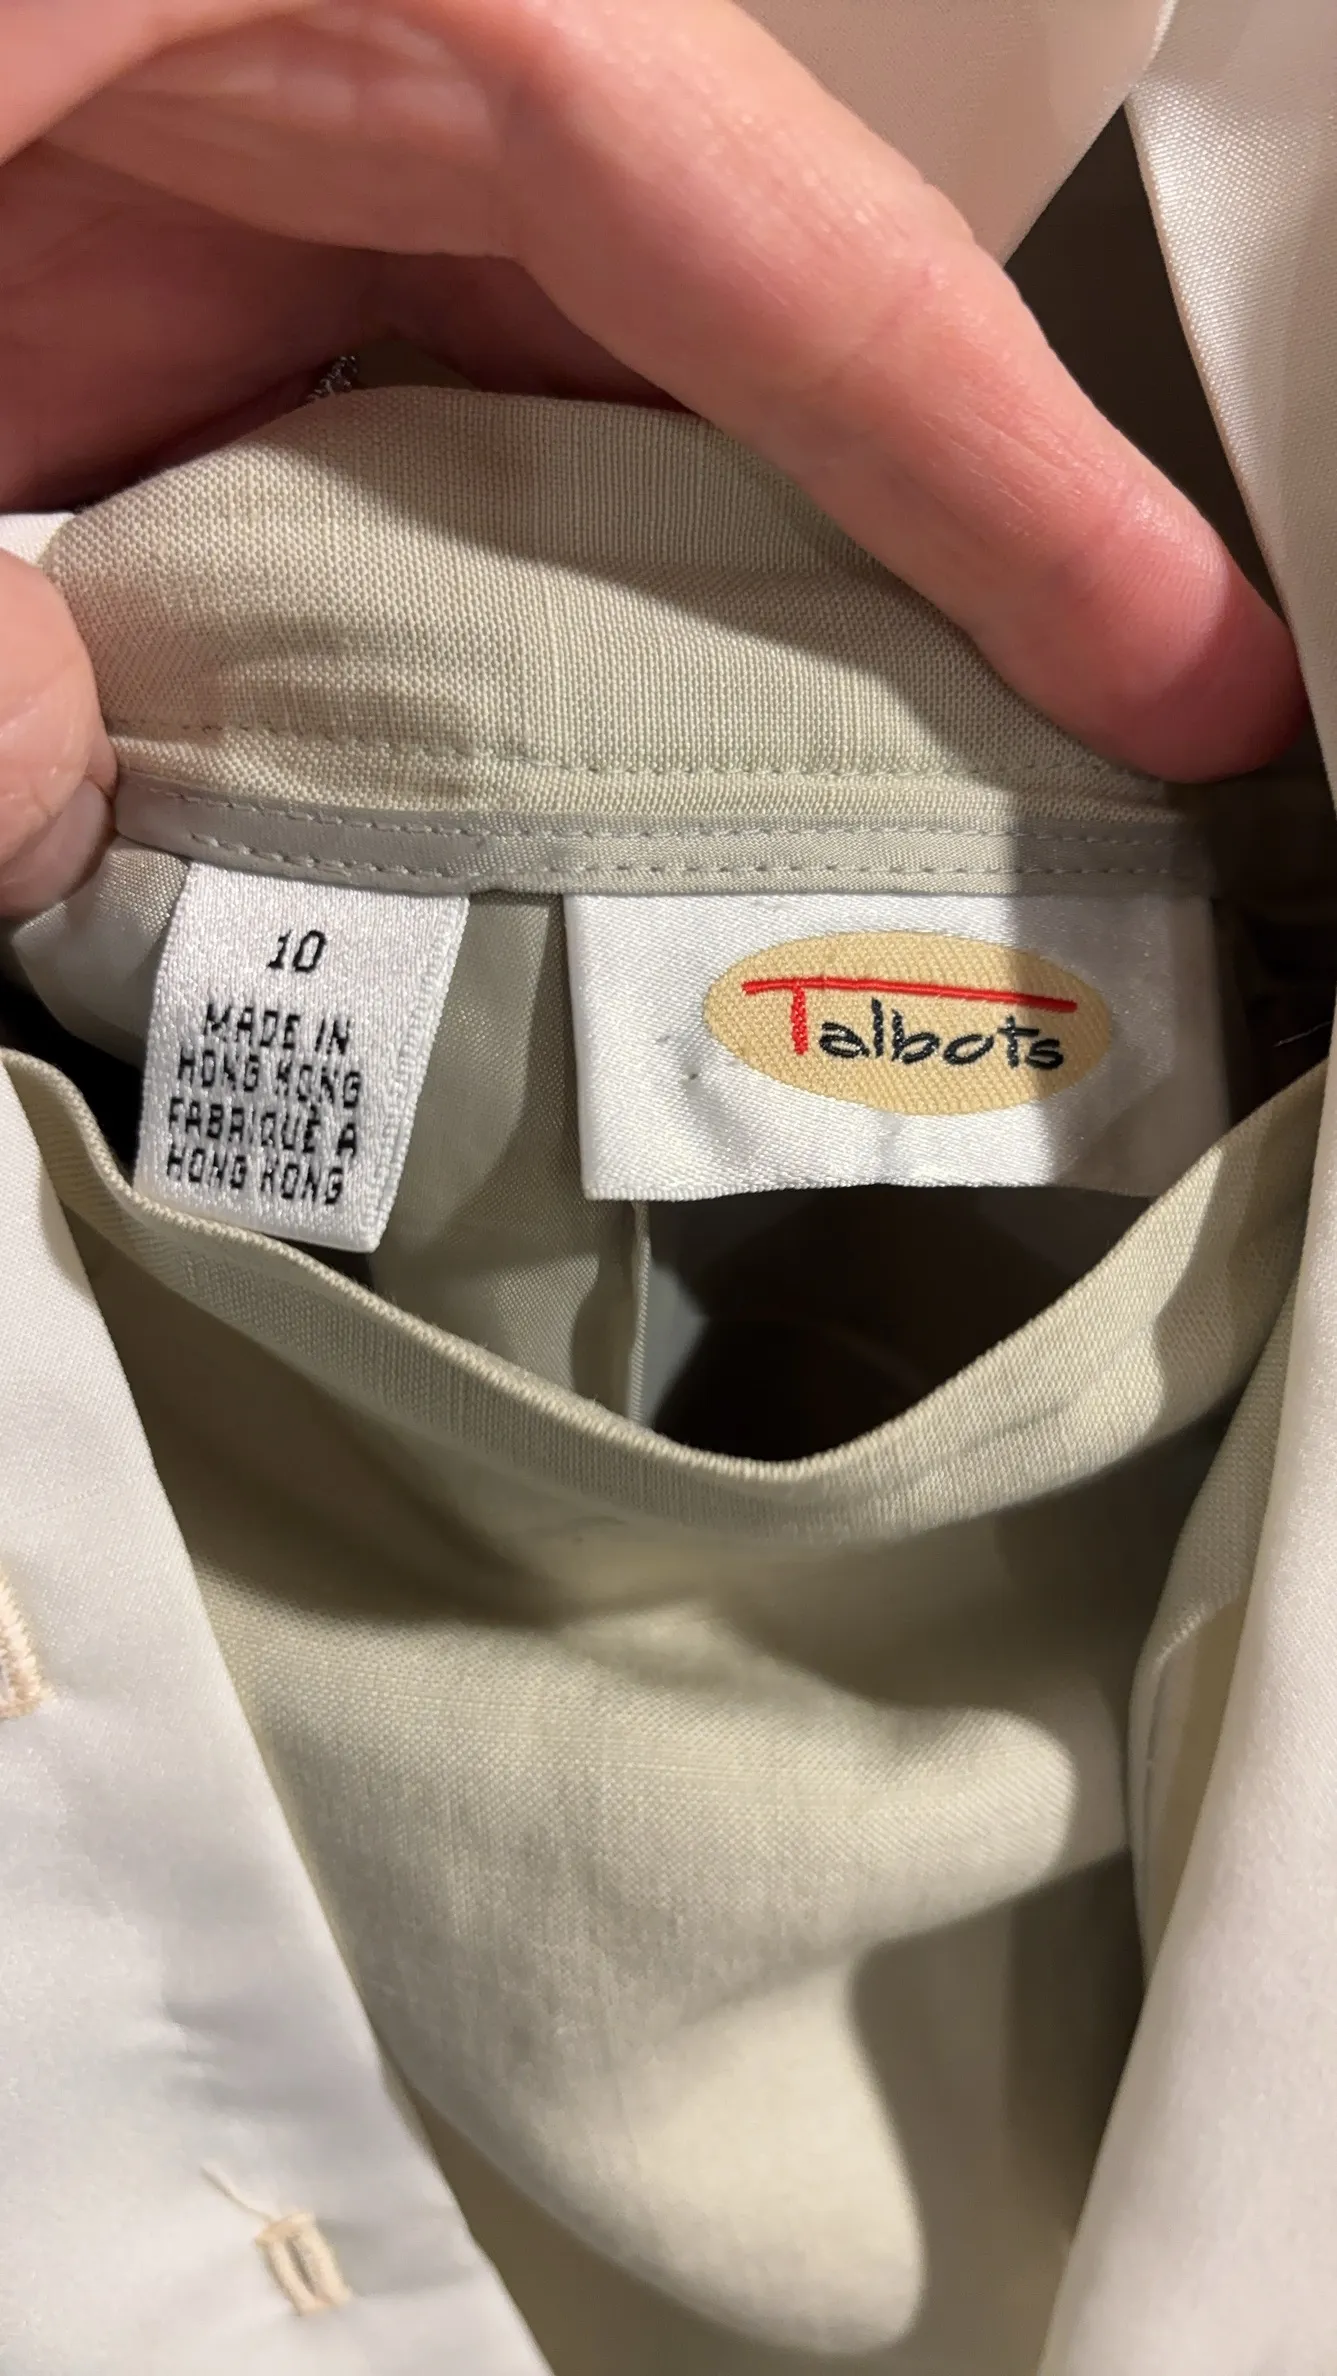 10
MADE IN
HONG KONG
FABRIQUÉ A
HONG KONG
Talbots